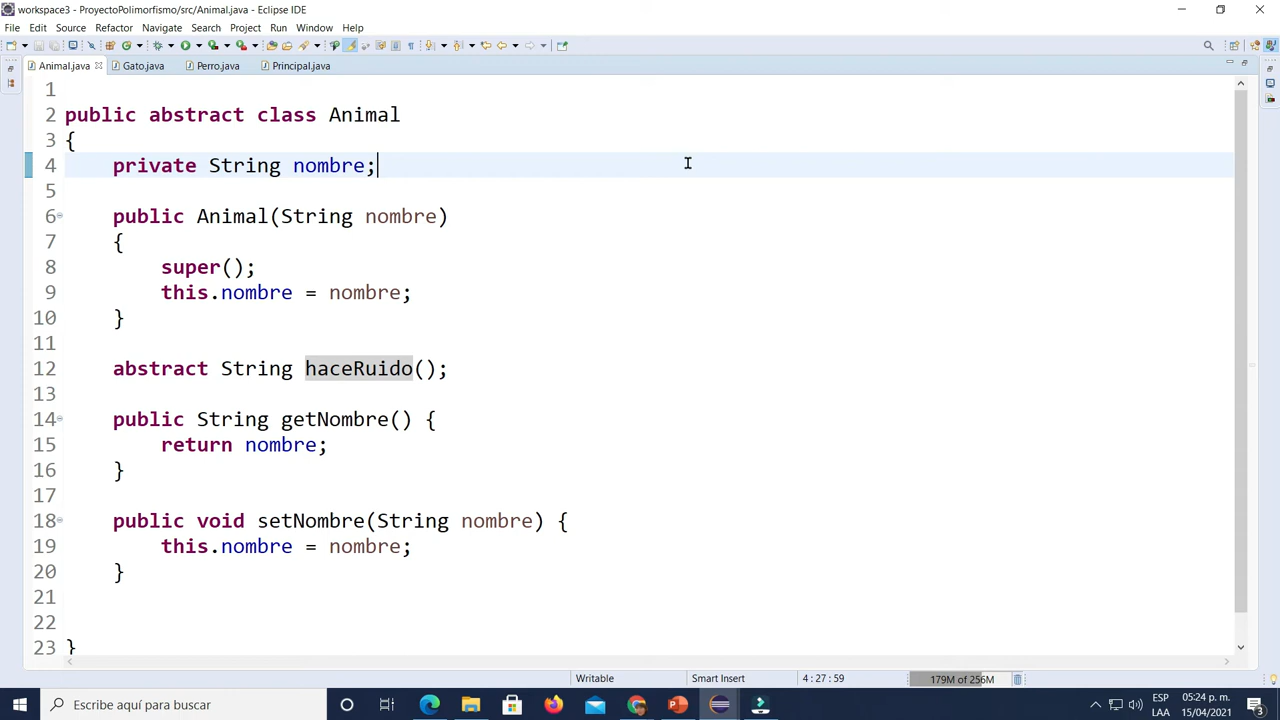 workspace3 - ProyectoPolimorfismo/src/Animal.java - Eclipse IDE
File Edit Source Refactor Navigate Search Project Run Window Help
Animal.java Gato.java Perro.java Principal.java
1
2 public abstract class Animal
3 {
4 private String nombre;
5
6 public Animal(String nombre)
7 {
8 super();
9 this.nombre = nombre;
10 }
11
12 abstract String haceRuido();
13
14 public String getNombre() {
15 return nombre;
16 }
17
18 public void setNombre(String nombre) {
19 this.nombre = nombre;
20 }
21
22
23 }
Writable Smart Insert 4 : 27 : 59 179M of 256M
Escribe aquí para buscar
ESP 05:24 p. m.
LAA 15/04/2021 3